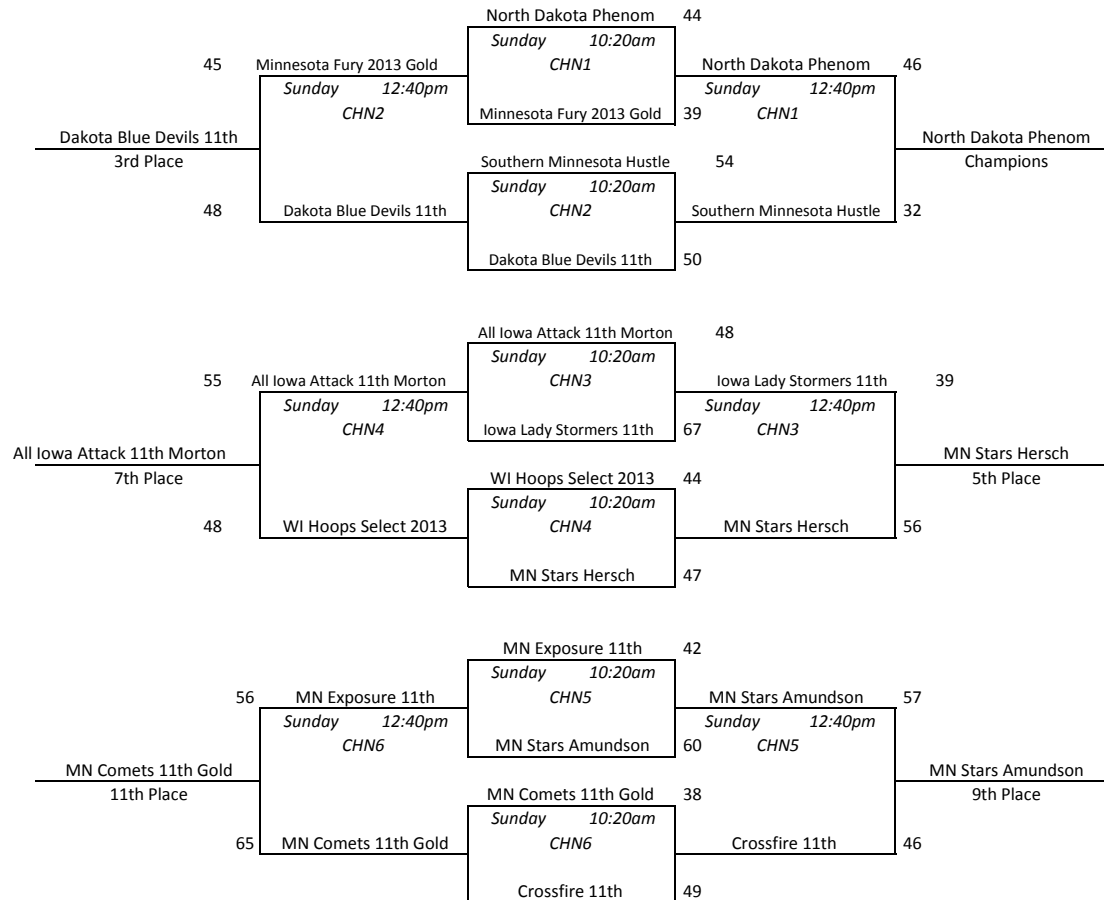 North Dakota Phenom 44
Sunday 10:20am
45 Minnesota Fury 2013 Gold CHN1 North Dakota Phenom 46
Sunday 12:40pm Minnesota Fury 2013 Gold 39 Sunday 12:40pm
CHN2 CHN1
Dakota Blue Devils 11th North Dakota Phenom
3rd Place Southern Minnesota Hustle 54 Champions
Sunday 10:20am
48 Dakota Blue Devils 11th CHN2 Southern Minnesota Hustle 32
Dakota Blue Devils 11th 50
All Iowa Attack 11th Morton 48
Sunday 10:20am
55 All Iowa Attack 11th Morton CHN3 Iowa Lady Stormers 11th 39
Sunday 12:40pm Sunday 12:40pm
CHN4 Iowa Lady Stormers 11th 67 CHN3
All Iowa Attack 11th Morton MN Stars Hersch
7th Place WI Hoops Select 2013 44 5th Place
Sunday 10:20am
48 WI Hoops Select 2013 CHN4 MN Stars Hersch 56
MN Stars Hersch 47
MN Exposure 11th 42
Sunday 10:20am
56 MN Exposure 11th CHN5 MN Stars Amundson 57
Sunday 12:40pm Sunday 12:40pm
CHN6 MN Stars Amundson 60 CHN5
MN Comets 11th Gold MN Stars Amundson
11th Place MN Comets 11th Gold 38 9th Place
Sunday 10:20am
65 MN Comets 11th Gold CHN6 Crossfire 11th 46
Crossfire 11th 49